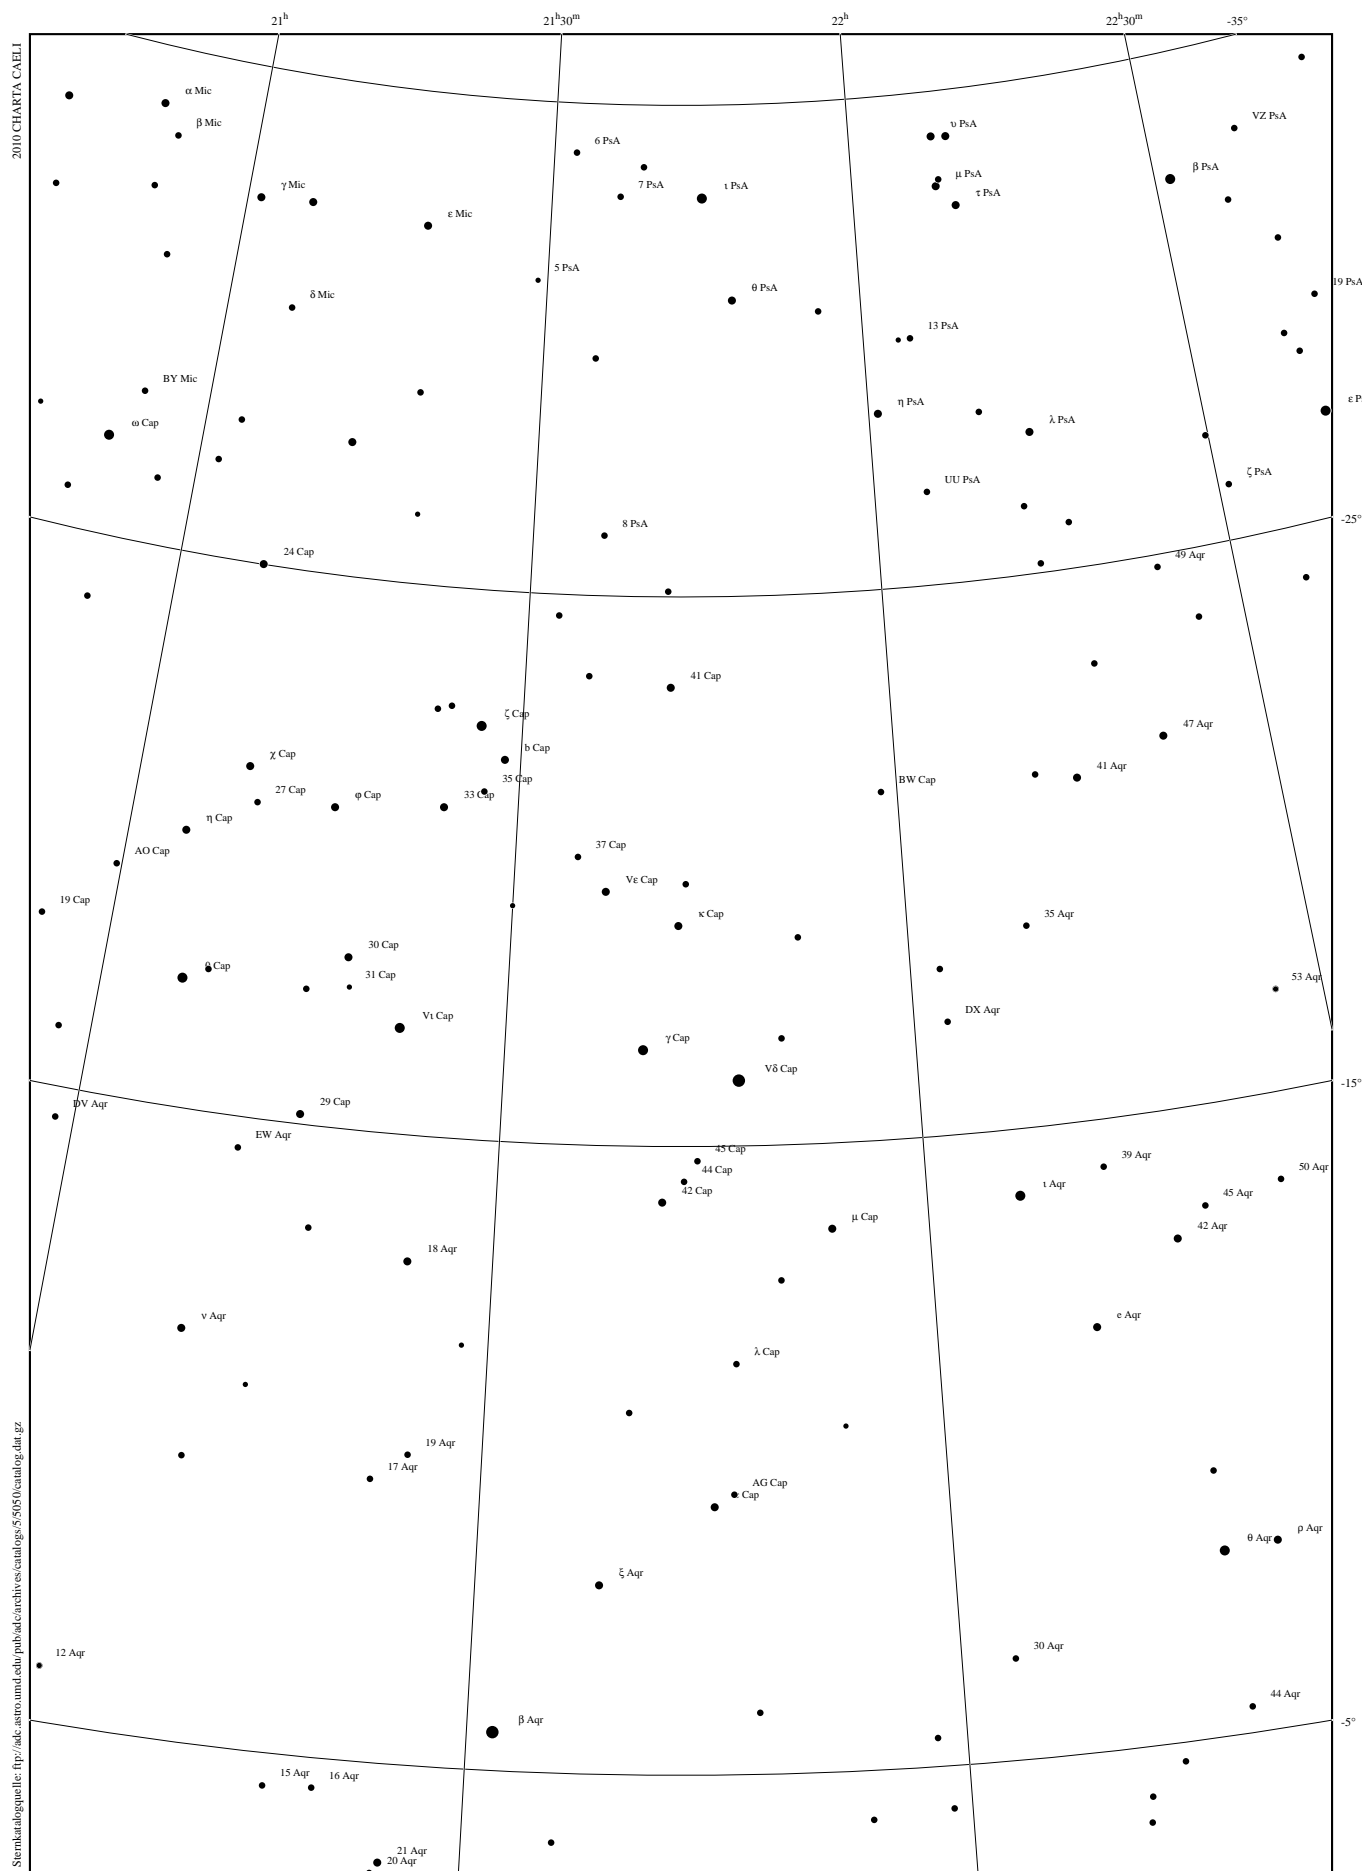 21h
21h30m
22h
22h30m
-35°
2010 CHARTA CAELI
α Mic
β Mic
υ PsA
VZ PsA
6 PsA
μ PsA
β PsA
γ Mic
7 PsA
ι PsA
τ PsA
ε Mic
5 PsA
θ PsA
19 PsA
δ Mic
13 PsA
BY Mic
η PsA
ε P
ω Cap
λ PsA
UU PsA
ζ PsA
8 PsA
-25°
24 Cap
49 Aqr
41 Cap
ζ Cap
47 Aqr
b Cap
χ Cap
41 Aqr
35 Cap
BW Cap
27 Cap
φ Cap
33 Cap
η Cap
37 Cap
AO Cap
Vε Cap
19 Cap
κ Cap
35 Aqr
30 Cap
θ Cap
31 Cap
53 Aqr
Vι Cap
DX Aqr
γ Cap
Vδ Cap
-15°
DV Aqr
29 Cap
EW Aqr
45 Cap
39 Aqr
44 Cap
50 Aqr
42 Cap
ι Aqr
45 Aqr
μ Cap
42 Aqr
18 Aqr
ν Aqr
e Aqr
λ Cap
19 Aqr
17 Aqr
AG Cap
Cap
ρ Aqr
θ Aqr
ξ Aqr
12 Aqr
30 Aqr
44 Aqr
β Aqr
-5°
15 Aqr
16 Aqr
21 Aqr
20 Aqr
Sternkatalogquelle: ftp://adc.astro.umd.edu/pub/adc/archives/catalogs/5/5050/catalog.dat.gz